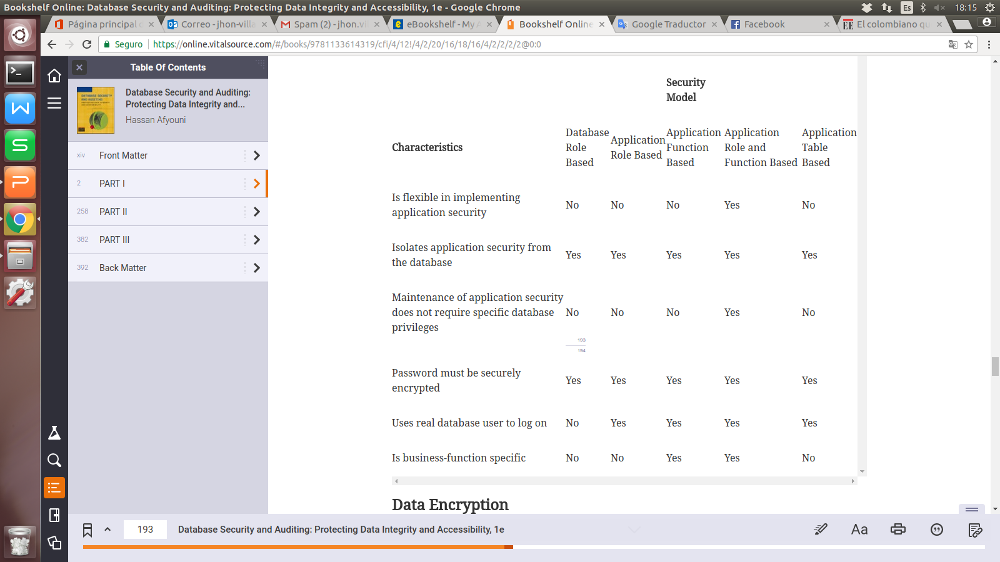 Bookshelf Online: Database Security and Auditing: Protecting Data Integrity and Accessibility, 1e - Google Chrome
Es
18:15
Página principal d
Correo - jhon-villa
Spam (2) - jhon.vil
eBookshelf - My A
Bookshelf Online
Google Traductor
Facebook
El colombiano qu
Seguro
https://online.vitalsource.com/#/books/9781133614319/cfi/4/12!/4/2/20/16/18/16/4/2/2/2/2@0:0
Table Of Contents
Database Security and Auditing:
Protecting Data Integrity and...
Hassan Afyouni
xiv Front Matter
2 PART I
258 PART II
382 PART III
392 Back Matter
Security
Model
Characteristics
Database
Role
Based
Application
Role Based
Application
Function
Based
Application
Role and
Function Based
Application
Table
Based
Is flexible in implementing
application security
No No No Yes No
Isolates application security from
the database
Yes Yes Yes Yes Yes
Maintenance of application security
does not require specific database
privileges
No No No Yes No
193
194
Password must be securely
encrypted
Yes Yes Yes Yes Yes
Uses real database user to log on No Yes Yes Yes Yes
Is business-function specific No No Yes Yes No
Data Encryption
193
Database Security and Auditing: Protecting Data Integrity and Accessibility, 1e
Aa